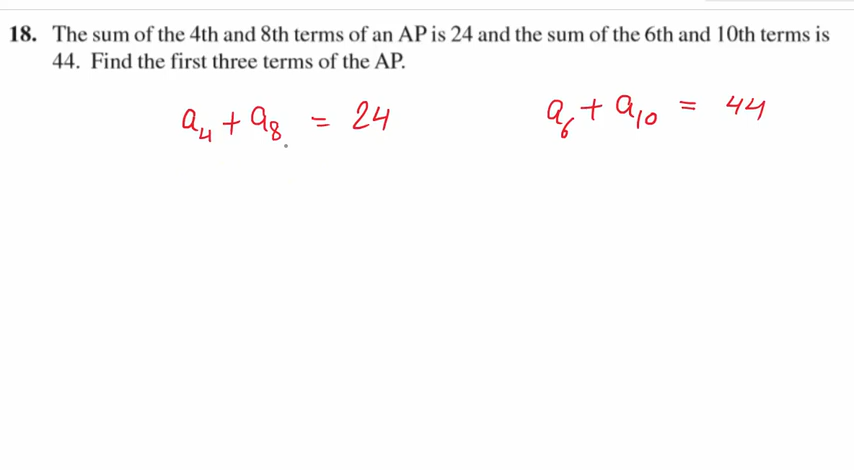 18. The sum of the 4th and 8th terms of an AP is 24 and the sum of the 6th and 10th terms is
44. Find the first three terms of the AP.
a₄ + a₈ = 24 a₆ + a₁₀ = 44